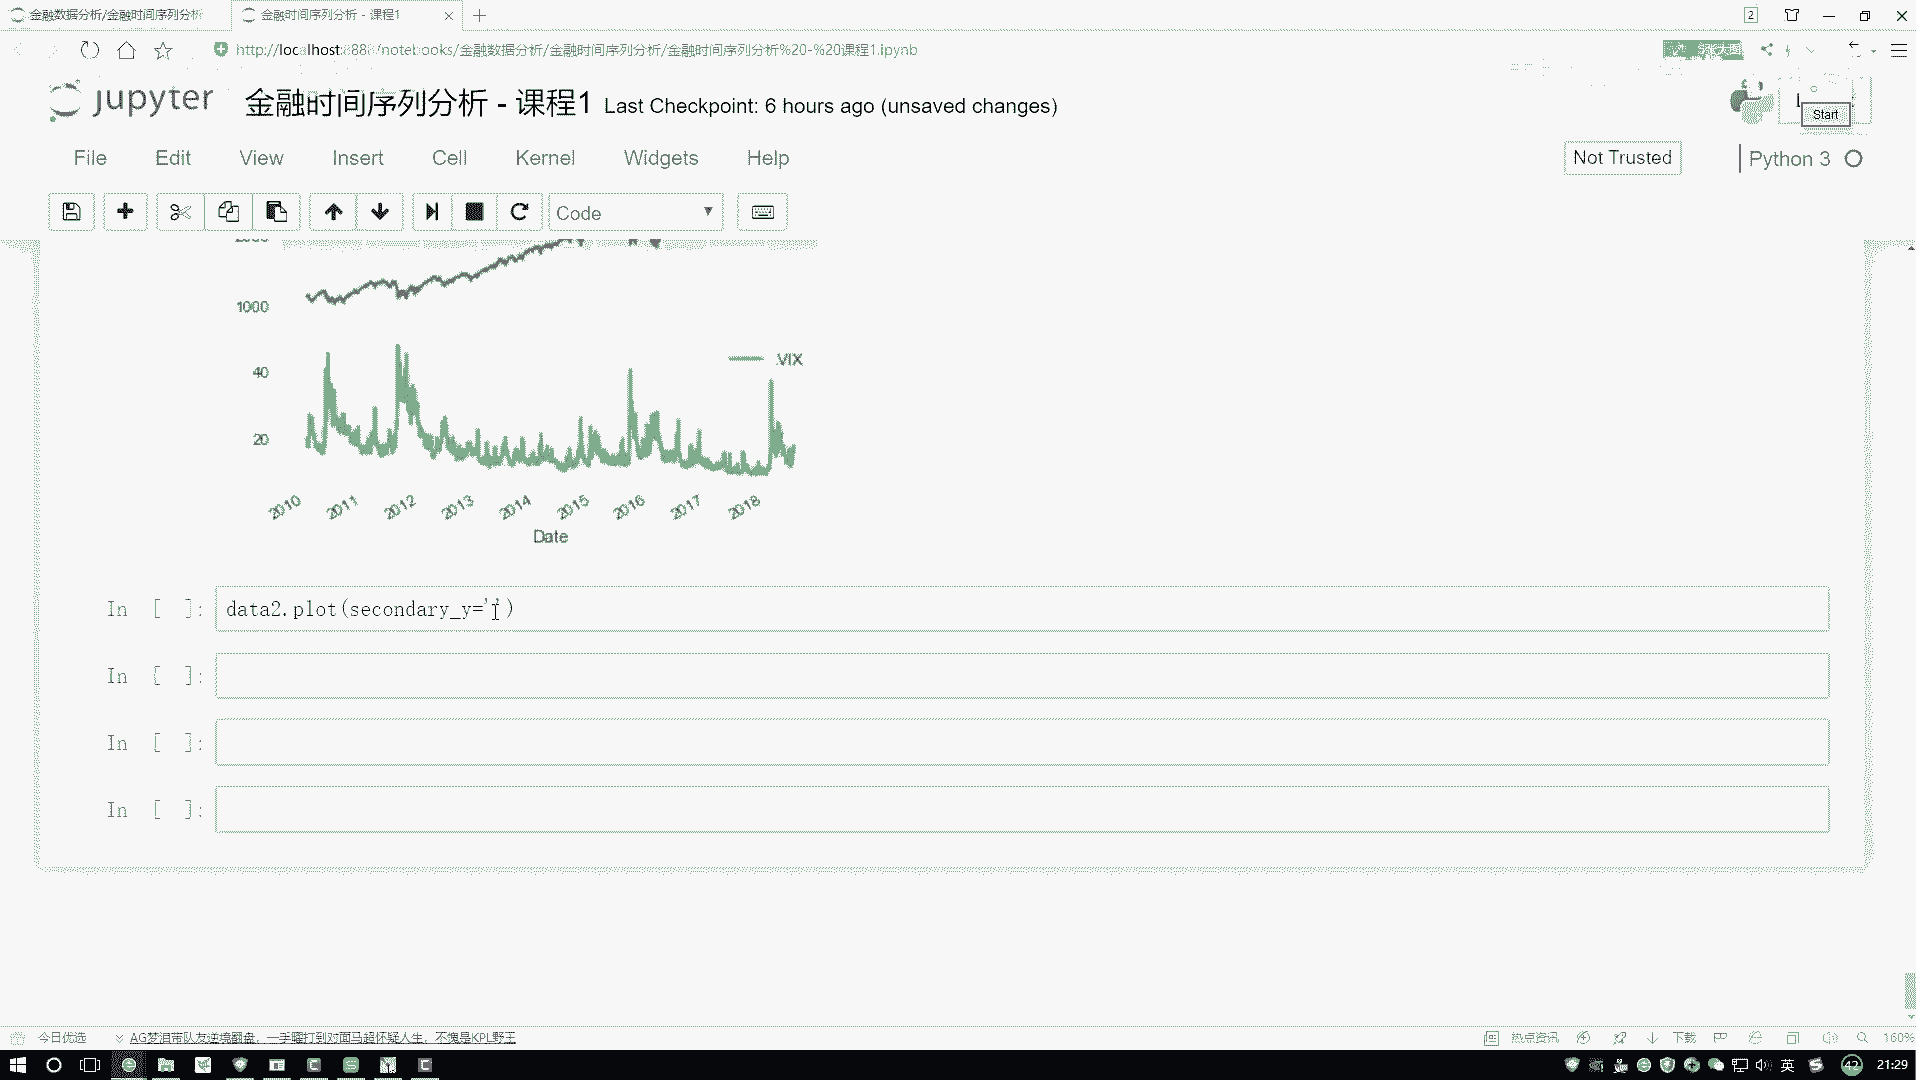 金融数据分析/金融时间序列分析
金融时间序列分析 - 课程1
2
http://localhost:8888/notebooks/金融数据分析/金融时间序列分析/金融时间序列分析%20-%20课程1.ipynb
jupyter
金融时间序列分析 - 课程1 Last Checkpoint: 6 hours ago (unsaved changes)
Start
File Edit View Insert Cell Kernel Widgets Help
Not Trusted
Python 3
Code
1000
40
.VIX
20
2010 2011 2012 2013 2014 2015 2016 2017 2018
Date
In [ ]: data2.plot(secondary_y='')
In [ ]:
In [ ]:
In [ ]:
今日优选
AG梦泪带队友逆境翻盘，一手曜打到对面马超怀疑人生，不愧是KPL野王
热点资讯
下载
160%
英
42
21:29